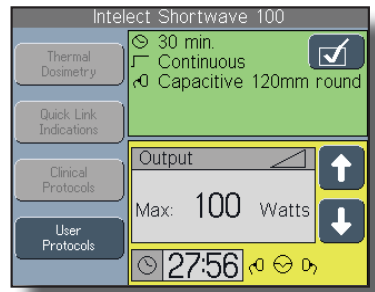 Intelect Shortwave 100
Thermal
Dosimetry
Quick Link
Indications
Clinical
Protocols
User
Protocols
30 min.
Continuous
Capacitive 120mm round
Output
Max: 100 Watts
27:56